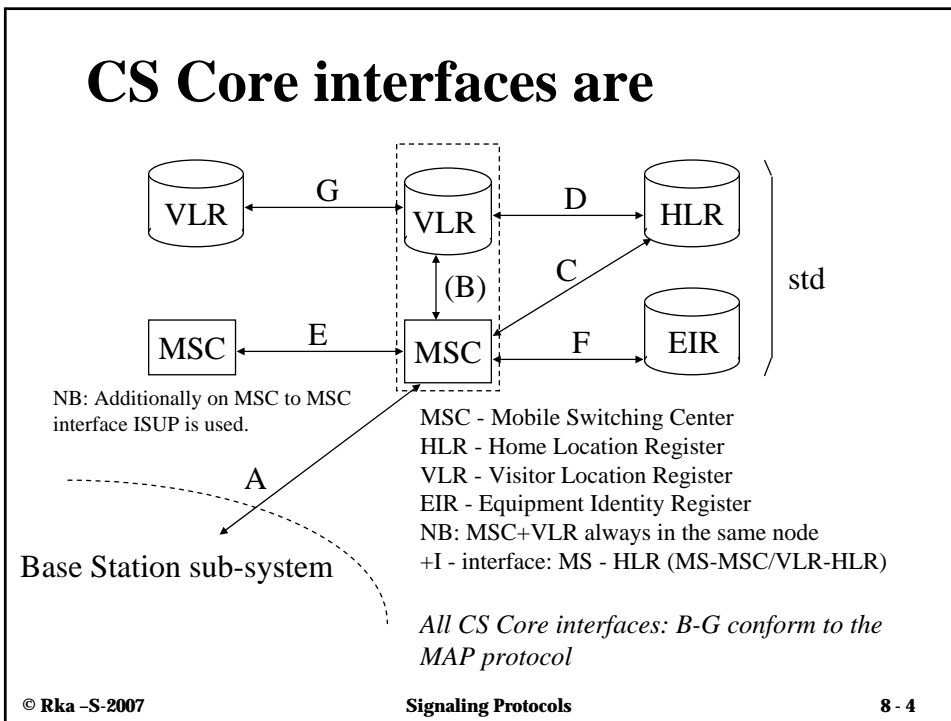 CS Core interfaces are
G
D
VLR
VLR
HLR
(B)
C
std
E
F
MSC
MSC
EIR
NB: Additionally on MSC to MSC
interface ISUP is used.
A
Base Station sub-system
MSC - Mobile Switching Center
HLR - Home Location Register
VLR - Visitor Location Register
EIR - Equipment Identity Register
NB: MSC+VLR always in the same node
+I - interface: MS - HLR (MS-MSC/VLR-HLR)
All CS Core interfaces: B-G conform to the
MAP protocol
© Rka –S-2007 Signaling Protocols 8 - 4